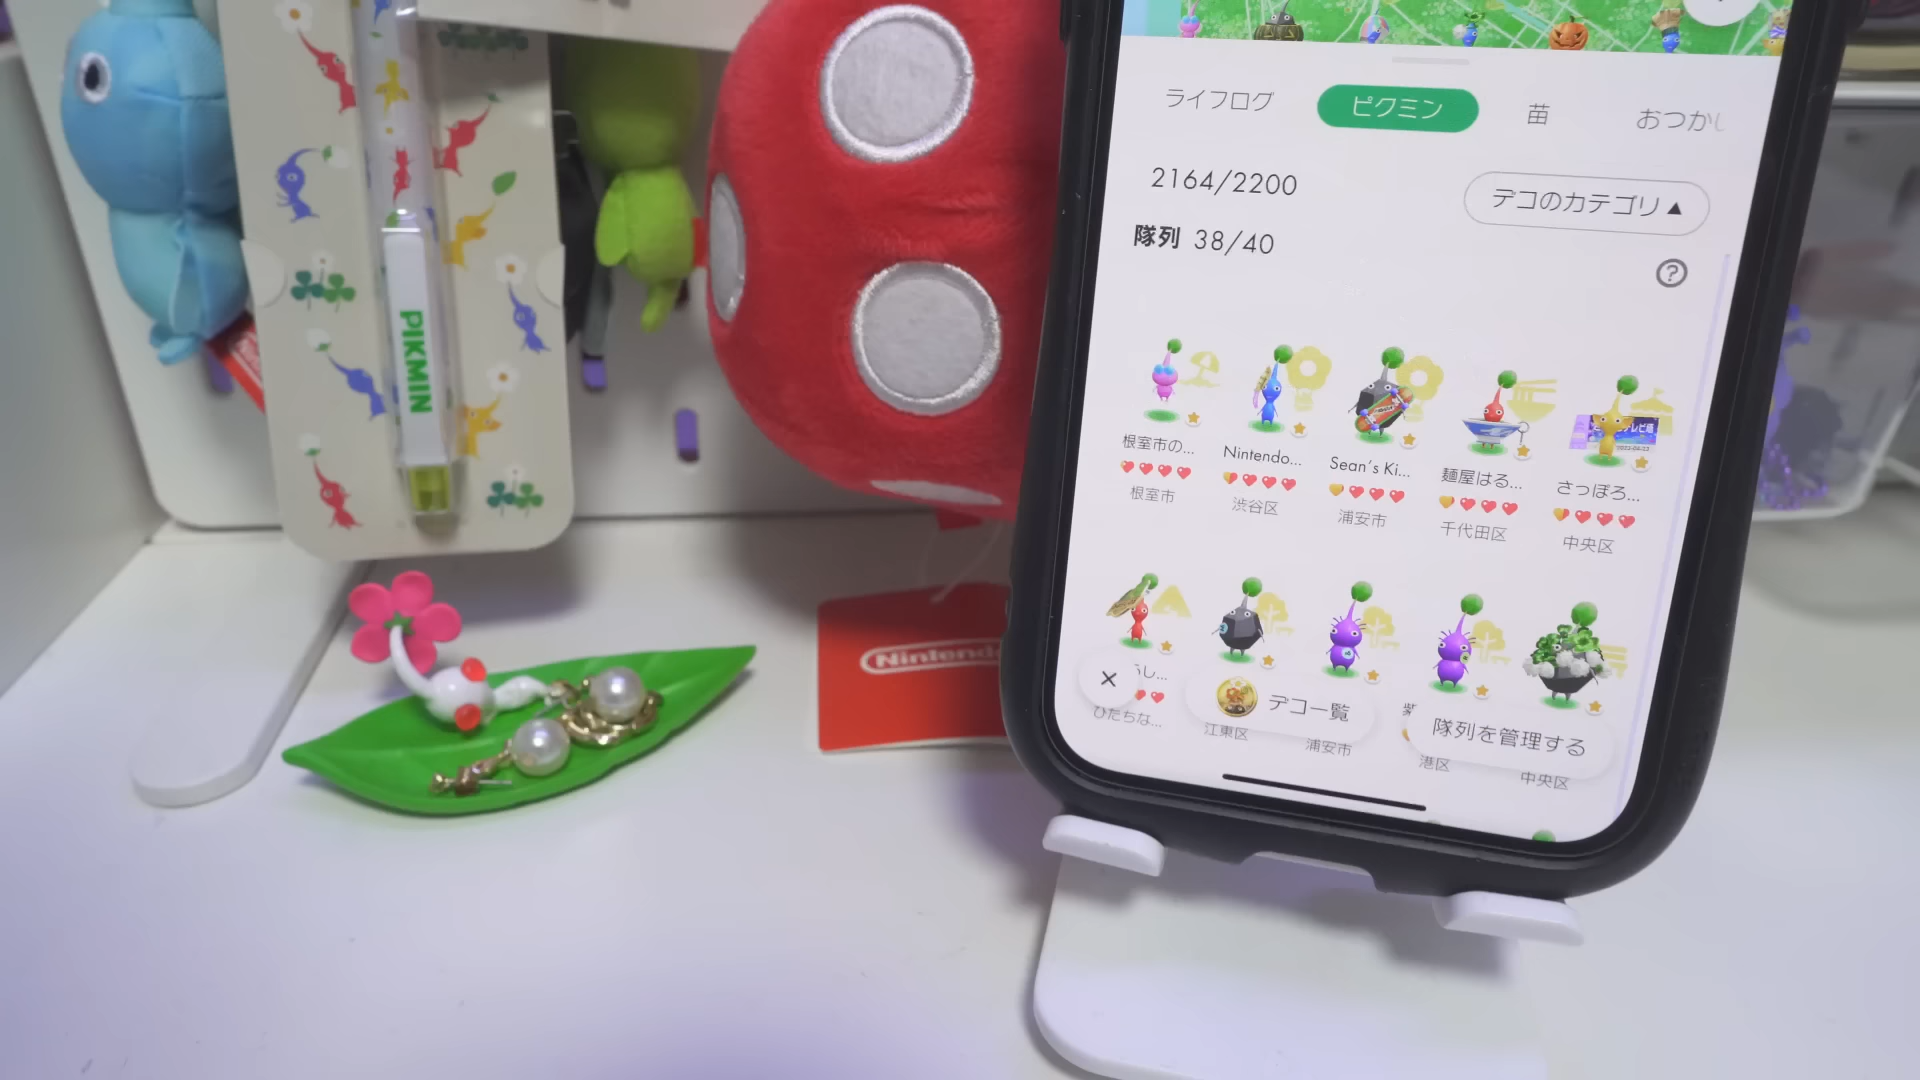 ライフログ ピクミン 苗 おつかい
2164/2200
デコのカテゴリ▲
隊列 38/40
?
根室市の... Nintendo... Sean's Ki... 麺屋はる... さっぽろ...
根室市 渋谷区 浦安市 千代田区 中央区
デコ一覧
隊列を管理する
ひたちな... 江東区 浦安市 港区 中央区
PIKMIN
Nintendo